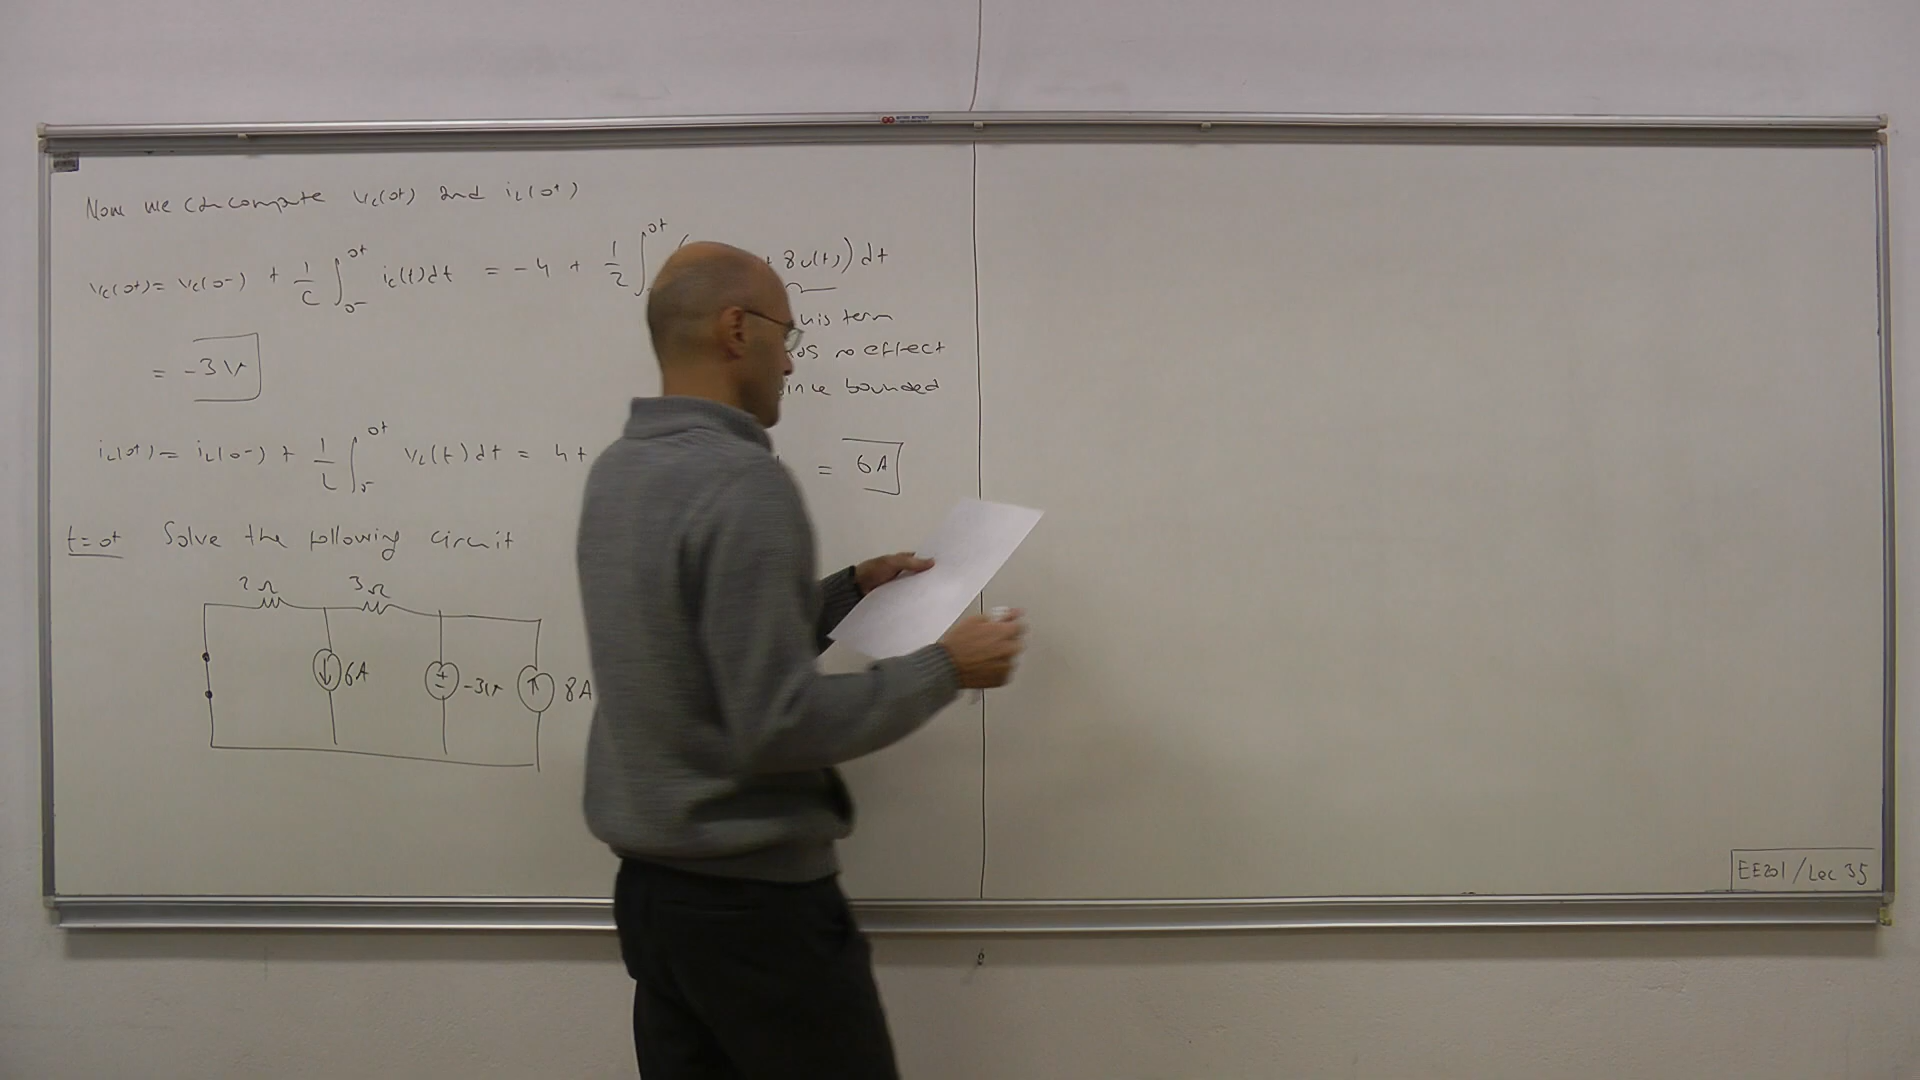 Now we can compute vc(0+) and iL(0+)
vc(0+) = vc(0-) + 1/C ∫0-^0+ ic(t)dt = -4 + 1/2 ∫^0+ ( + 8u(t)) dt
this term
has no effect
since bounded
= -3V
iL(0+) = iL(0-) + 1/L ∫0-^0+ vL(t)dt = 4 + = 6A
t=0+ Solve the following circuit
2Ω 3Ω
6A + - -3V 8A
EE201 / Lec 35